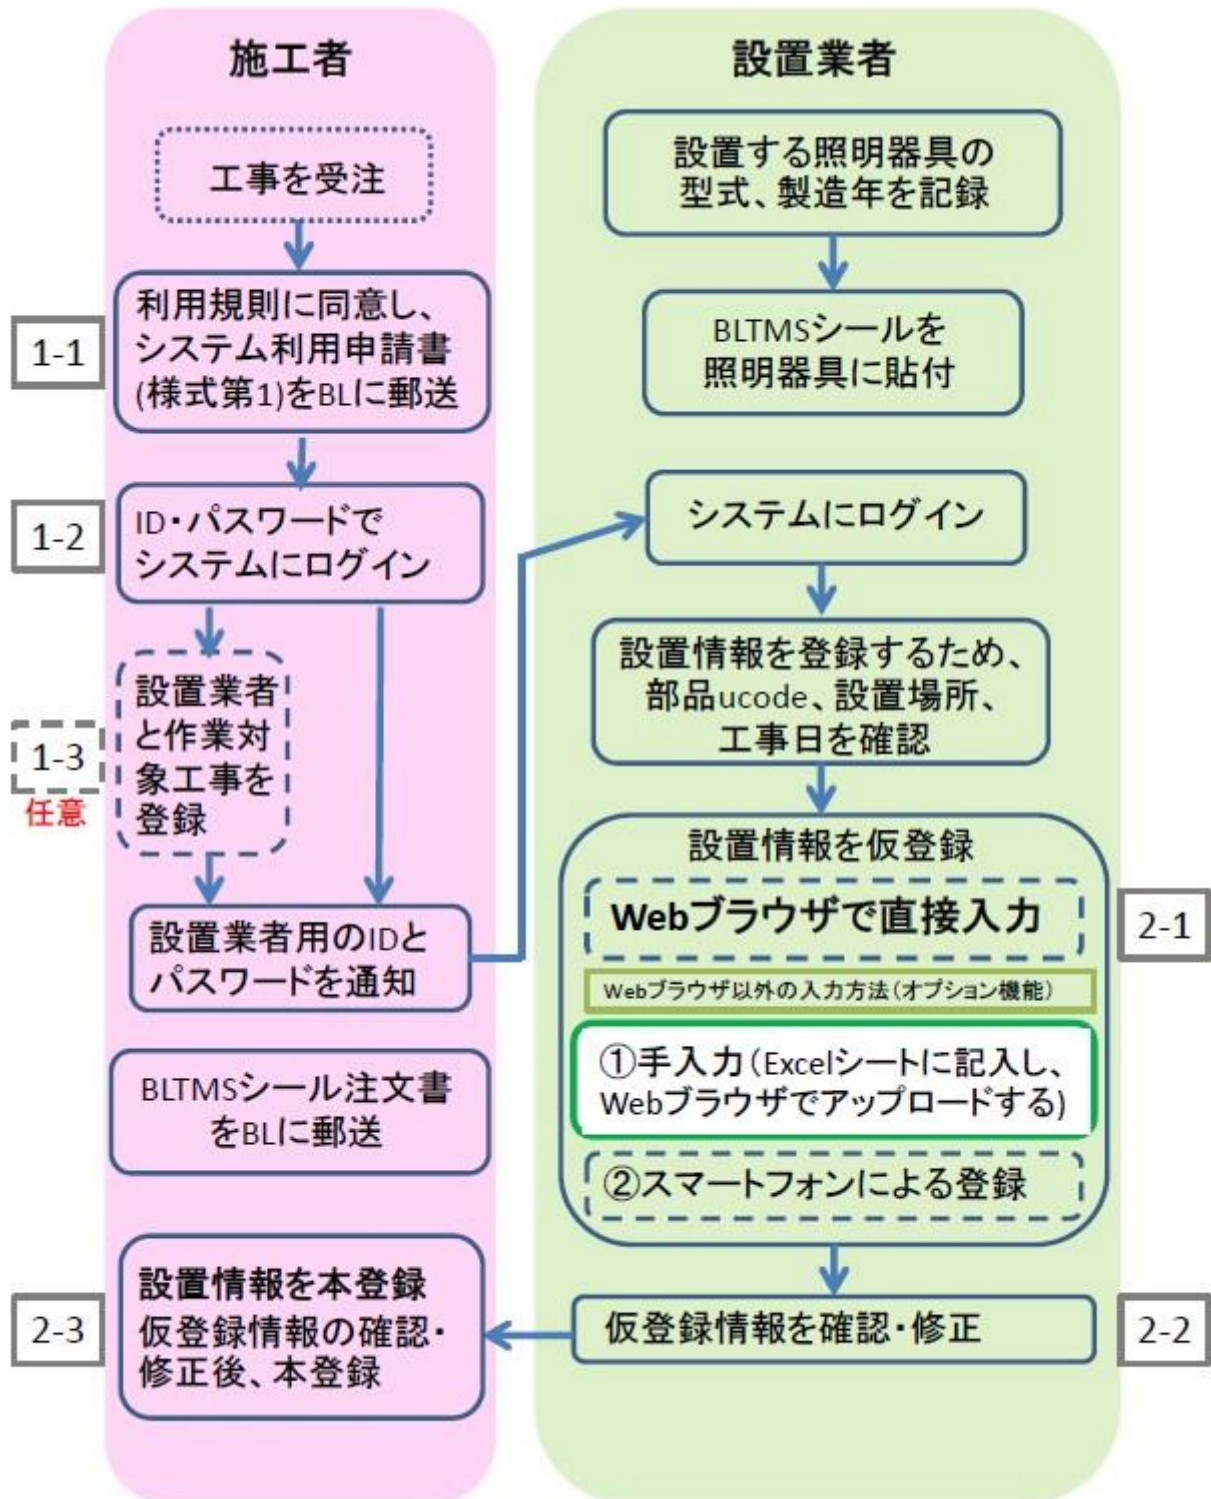 施工者
工事を受注
1-1
利用規則に同意し、
システム利用申請書
(様式第1)をBLに郵送
1-2
ID・パスワードで
システムにログイン
1-3
任意
設置業者
と作業対
象工事を
登録
設置業者用のIDと
パスワードを通知
BLTMSシール注文書
をBLに郵送
2-3
設置情報を本登録
仮登録情報の確認・
修正後、本登録
設置業者
設置する照明器具の
型式、製造年を記録
BLTMSシールを
照明器具に貼付
システムにログイン
設置情報を登録するため、
部品ucode、設置場所、
工事日を確認
設置情報を仮登録
Webブラウザで直接入力
2-1
Webブラウザ以外の入力方法(オプション機能)
①手入力(Excelシートに記入し、
Webブラウザでアップロードする)
②スマートフォンによる登録
仮登録情報を確認・修正
2-2